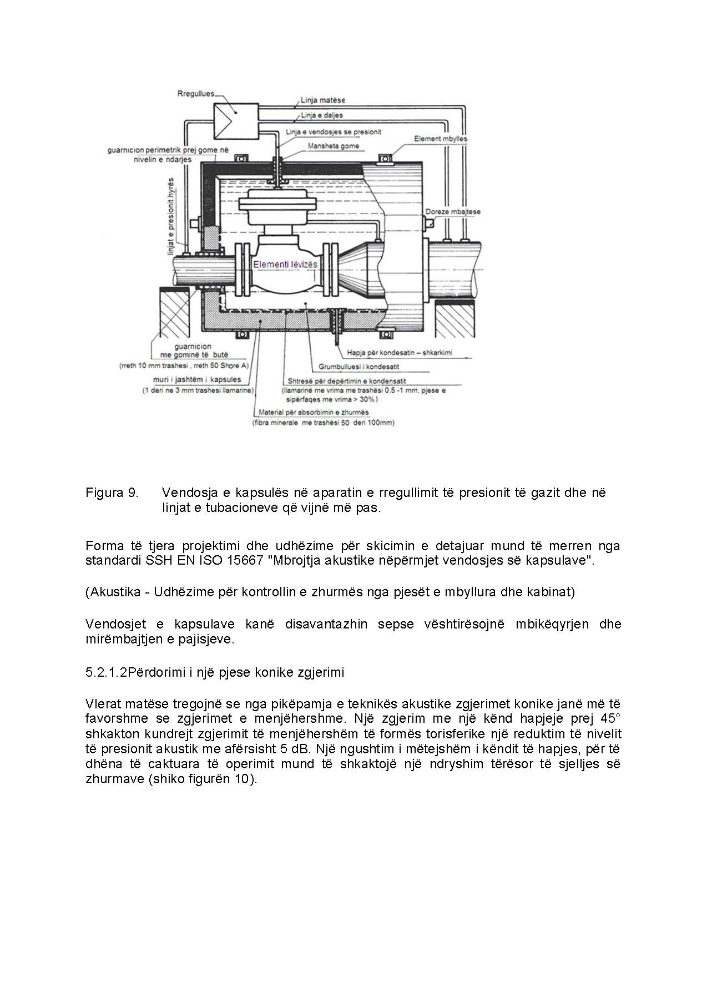 Rregullues
Linja matëse
Linja e daljes
Linja e vendosjes se presionit
Element mbylles
Mansheta gome
guarnicion perimetrik prej gome në
nivelin e ndarjes
linjat e presionit hyrës
Doreze mbajtese
Elementi lëvizës
guarnicion
me gominë të butë
(rreth 10 mm trashesi , rreth 50 Shore A)
Hapja për kondesatin – shkarkimi
Grumbulluesi i kondesatit
muri i jashtëm i kapsules
(1 deri ne 3 mm trashesi llamarine)
Shtresë për depërtimin e kondensatit
(llamarinë me vrima me trashësi 0.5 -1 mm, pjese e
sipërfaqes me vrima > 30%)
Material për absorbimin e zhurmës
(fibra minerale me trashësi 50 deri 100mm)
Figura 9. Vendosja e kapsulës në aparatin e rregullimit të presionit të gazit dhe në
linjat e tubacioneve që vijnë më pas.
Forma të tjera projektimi dhe udhëzime për skicimin e detajuar mund të merren nga
standardi SSH EN ISO 15667 "Mbrojtja akustike nëpërmjet vendosjes së kapsulave".
(Akustika - Udhëzime për kontrollin e zhurmës nga pjesët e mbyllura dhe kabinat)
Vendosjet e kapsulave kanë disavantazhin sepse vështirësojnë mbikëqyrjen dhe
mirëmbajtjen e pajisjeve.
5.2.1.2Përdorimi i një pjese konike zgjerimi
Vlerat matëse tregojnë se nga pikëpamja e teknikës akustike zgjerimet konike janë më të
favorshme se zgjerimet e menjëhershme. Një zgjerim me një kënd hapjeje prej 45°
shkakton kundrejt zgjerimit të menjëhershëm të formës torisferike një reduktim të nivelit
të presionit akustik me afërsisht 5 dB. Një ngushtim i mëtejshëm i këndit të hapjes, për të
dhëna të caktuara të operimit mund të shkaktojë një ndryshim tërësor të sjelljes së
zhurmave (shiko figurën 10).